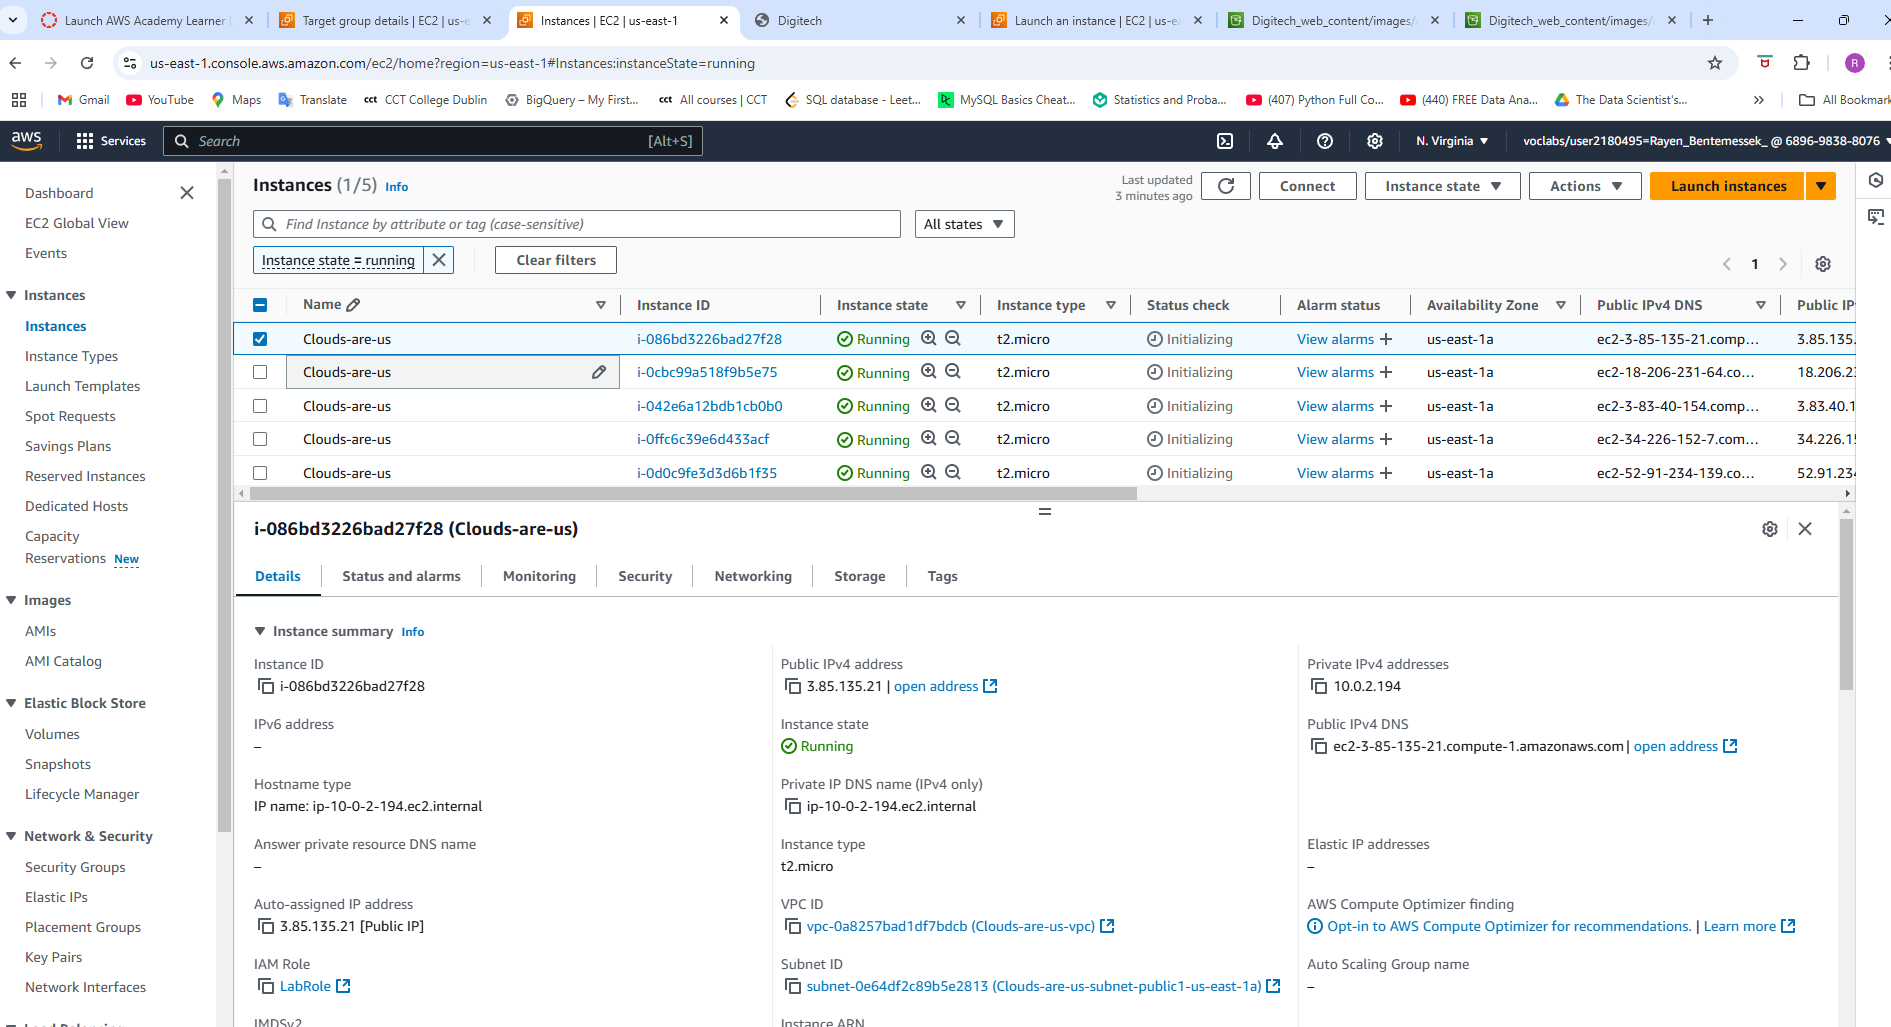 Launch AWS Academy Learner
Target group details | EC2 | us-e
Instances | EC2 | us-east-1
Digitech
Launch an instance | EC2 | us-ea
Digitech_web_content/images/
Digitech_web_content/images/
us-east-1.console.aws.amazon.com/ec2/home?region=us-east-1#Instances:instanceState=running
R
Gmail
YouTube
Maps
Translate
cct CCT College Dublin
BigQuery – My First...
cct All courses | CCT
SQL database - Leet...
MySQL Basics Cheat...
Statistics and Proba...
(407) Python Full Co...
(440) FREE Data Ana...
The Data Scientist's...
»
All Bookmark
aws
Services
Search
[Alt+S]
N. Virginia
voclabs/user2180495=Rayen_Bentemessek_ @ 6896-9838-8076
Dashboard
EC2 Global View
Events
Instances
Instances
Instance Types
Launch Templates
Spot Requests
Savings Plans
Reserved Instances
Dedicated Hosts
Capacity
Reservations New
Images
AMIs
AMI Catalog
Elastic Block Store
Volumes
Snapshots
Lifecycle Manager
Network & Security
Security Groups
Elastic IPs
Placement Groups
Key Pairs
Network Interfaces
Instances (1/5) Info
Last updated
3 minutes ago
Connect
Instance state
Actions
Launch instances
Find Instance by attribute or tag (case-sensitive)
All states
Instance state = running
Clear filters
1
Name Instance ID Instance state Instance type Status check Alarm status Availability Zone Public IPv4 DNS Public IP
Clouds-are-us i-086bd3226bad27f28 Running t2.micro Initializing View alarms + us-east-1a ec2-3-85-135-21.comp... 3.85.135.
Clouds-are-us i-0cbc99a518f9b5e75 Running t2.micro Initializing View alarms + us-east-1a ec2-18-206-231-64.co... 18.206.23
Clouds-are-us i-042e6a12bdb1cb0b0 Running t2.micro Initializing View alarms + us-east-1a ec2-3-83-40-154.comp... 3.83.40.1
Clouds-are-us i-0ffc6c39e6d433acf Running t2.micro Initializing View alarms + us-east-1a ec2-34-226-152-7.com... 34.226.15
Clouds-are-us i-0d0c9fe3d3d6b1f35 Running t2.micro Initializing View alarms + us-east-1a ec2-52-91-234-139.co... 52.91.234
i-086bd3226bad27f28 (Clouds-are-us)
Details
Status and alarms
Monitoring
Security
Networking
Storage
Tags
Instance summary Info
Instance ID
i-086bd3226bad27f28
Public IPv4 address
3.85.135.21 | open address
Private IPv4 addresses
10.0.2.194
IPv6 address
–
Instance state
Running
Public IPv4 DNS
ec2-3-85-135-21.compute-1.amazonaws.com | open address
Hostname type
IP name: ip-10-0-2-194.ec2.internal
Private IP DNS name (IPv4 only)
ip-10-0-2-194.ec2.internal
Answer private resource DNS name
–
Instance type
t2.micro
Elastic IP addresses
–
Auto-assigned IP address
3.85.135.21 [Public IP]
VPC ID
vpc-0a8257bad1df7bdcb (Clouds-are-us-vpc)
AWS Compute Optimizer finding
Opt-in to AWS Compute Optimizer for recommendations. | Learn more
IAM Role
LabRole
Subnet ID
subnet-0e64df2c89b5e2813 (Clouds-are-us-subnet-public1-us-east-1a)
Auto Scaling Group name
–
IMDSv2
Instance ARN